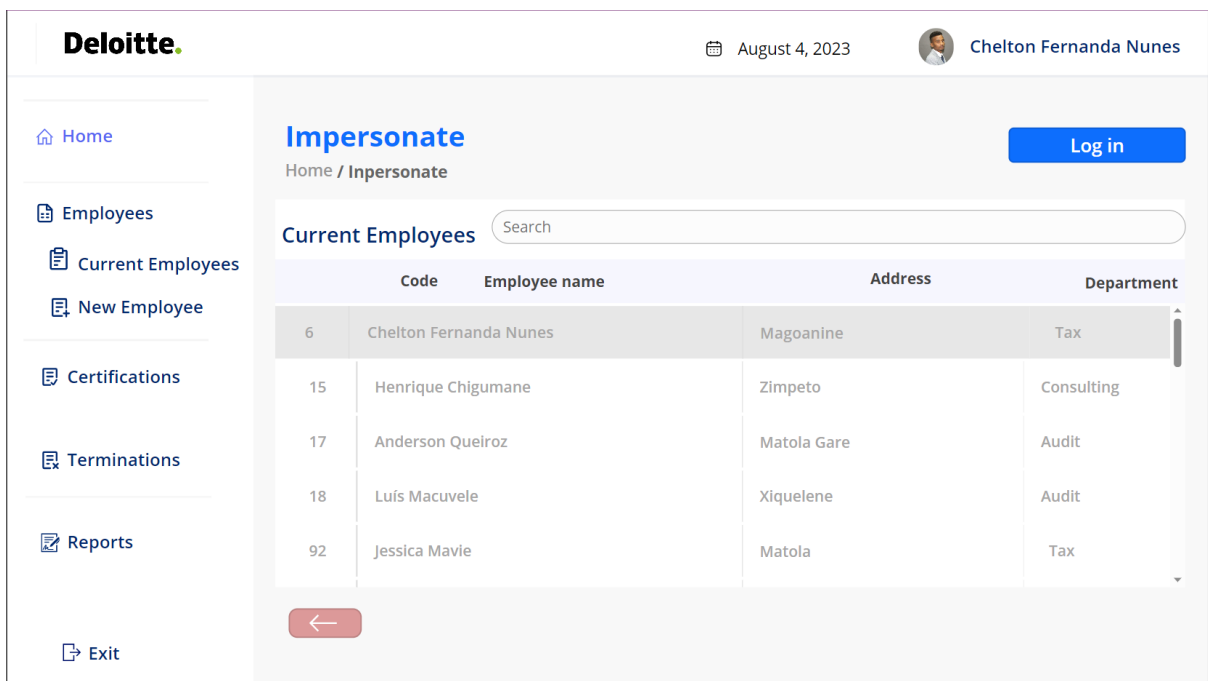 Deloitte.
August 4, 2023
Chelton Fernanda Nunes
Home
Employees
Current Employees
New Employee
Certifications
Terminations
Reports
Exit
Impersonate
Home / Inpersonate
Log in
Current Employees
Search
Code Employee name Address Department
6 Chelton Fernanda Nunes Magoanine Tax
15 Henrique Chigumane Zimpeto Consulting
17 Anderson Queiroz Matola Gare Audit
18 Luís Macuvele Xiquelene Audit
92 Jessica Mavie Matola Tax